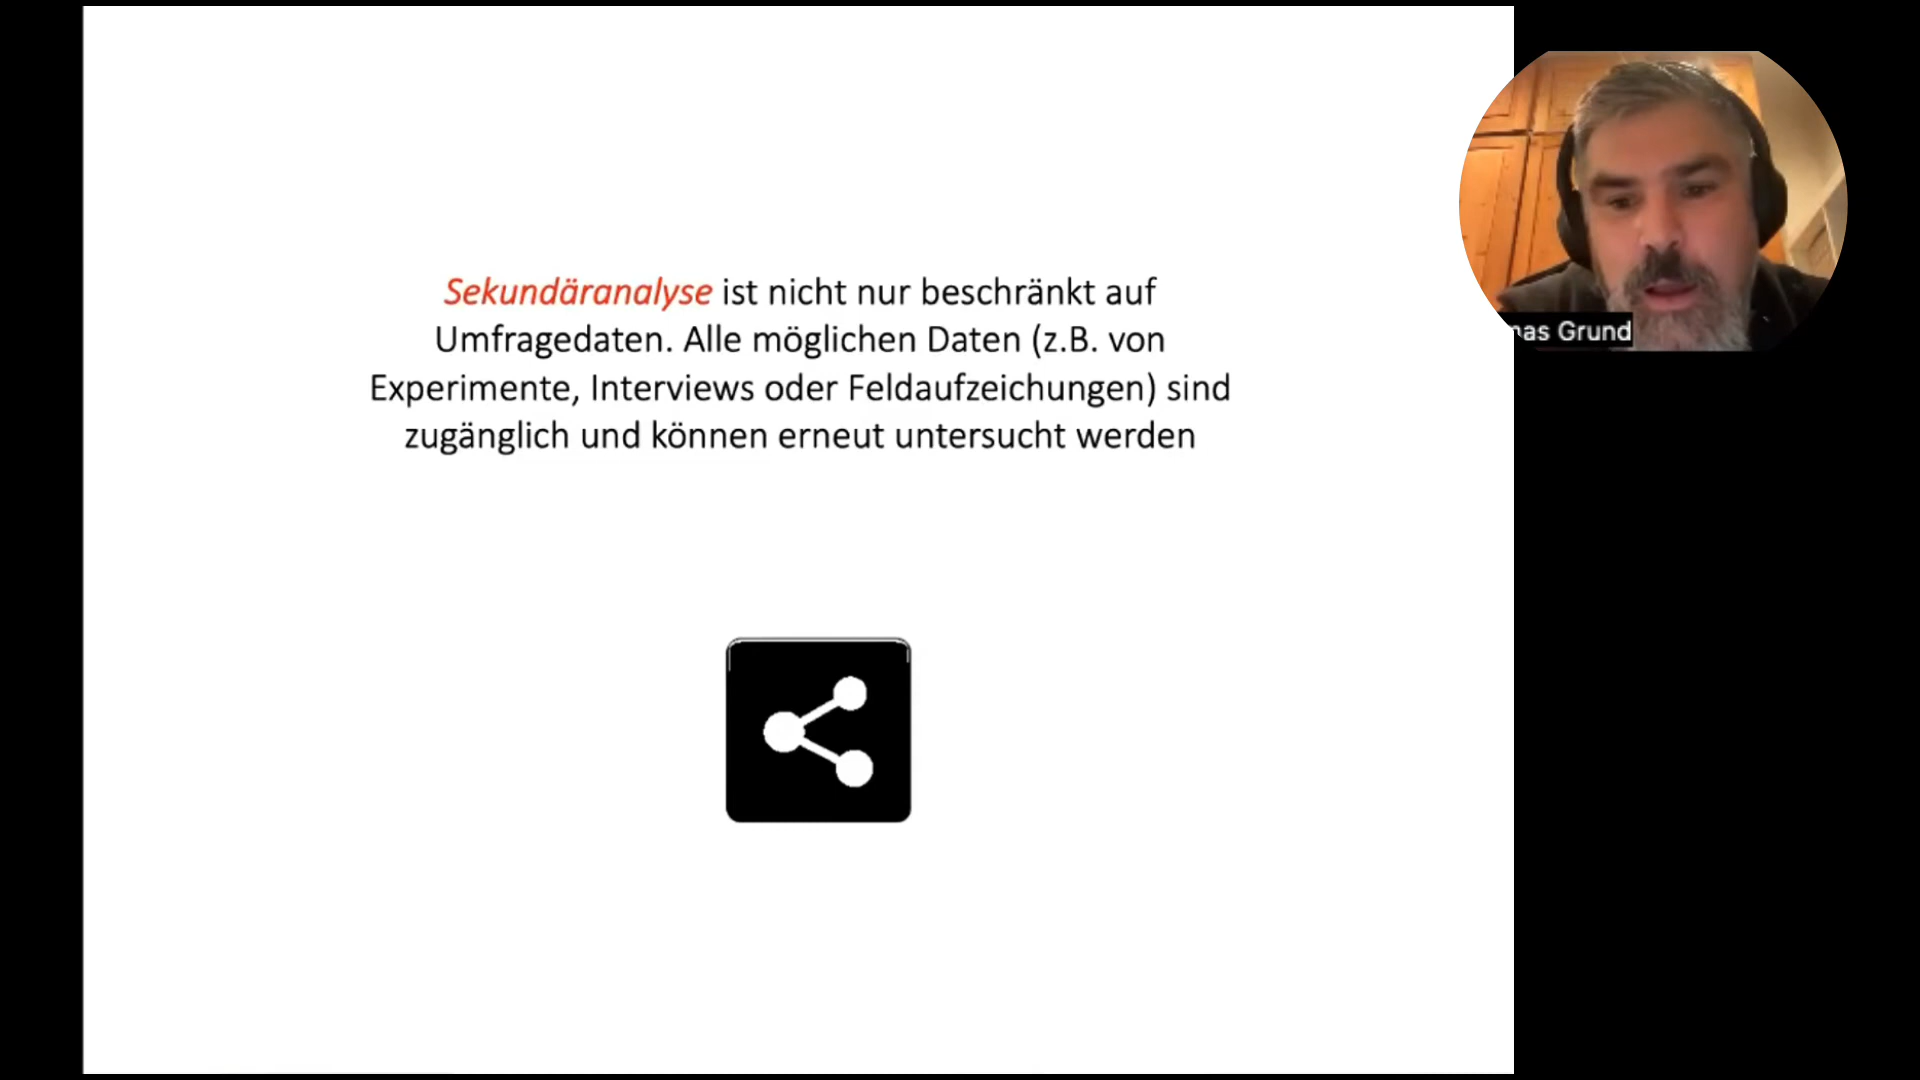 Sekundäranalyse ist nicht nur beschränkt auf
Umfragedaten. Alle möglichen Daten (z.B. von
Experimente, Interviews oder Feldaufzeichungen) sind
zugänglich und können erneut untersucht werden
as Grund